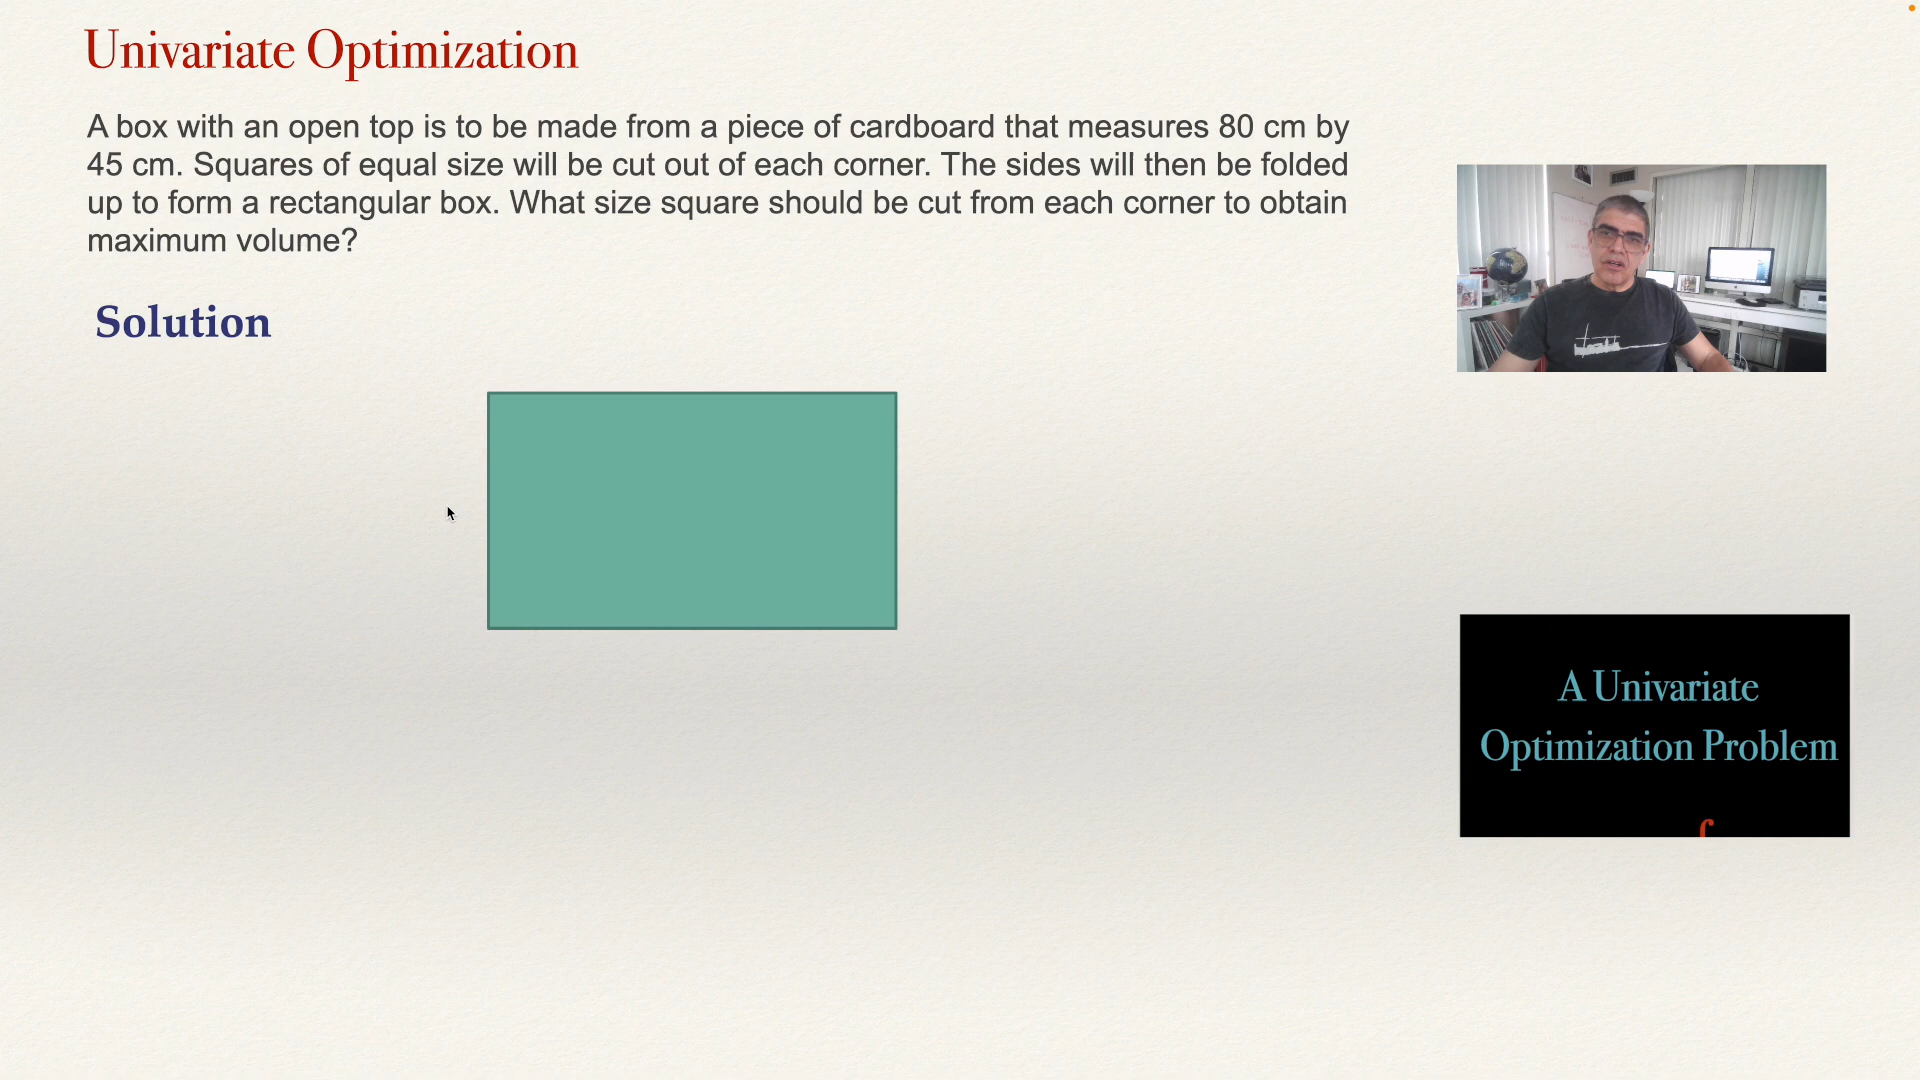 Univariate Optimization
A box with an open top is to be made from a piece of cardboard that measures 80 cm by
45 cm. Squares of equal size will be cut out of each corner. The sides will then be folded
up to form a rectangular box. What size square should be cut from each corner to obtain
maximum volume?
Solution
A Univariate
Optimization Problem